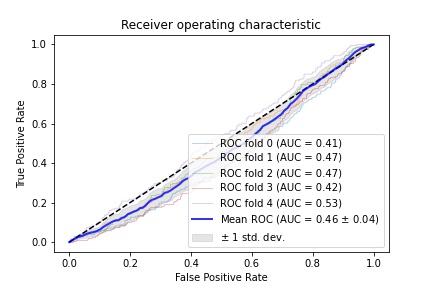 Receiver operating characteristic
True Positive Rate
1.0
0.8
0.6
0.4
0.2
0.0
ROC fold 0 (AUC = 0.41)
ROC fold 1 (AUC = 0.47)
ROC fold 2 (AUC = 0.47)
ROC fold 3 (AUC = 0.42)
ROC fold 4 (AUC = 0.53)
Mean ROC (AUC = 0.46 ± 0.04)
± 1 std. dev.
0.0 0.2 0.4 0.6 0.8 1.0
False Positive Rate